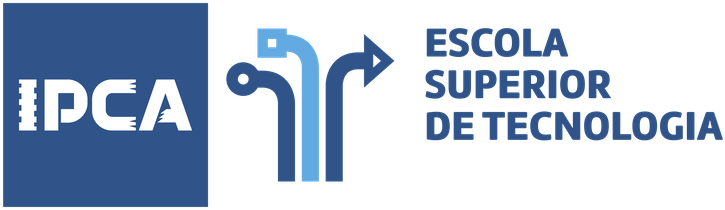 IPCA
ESCOLA
SUPERIOR
DE TECNOLOGIA